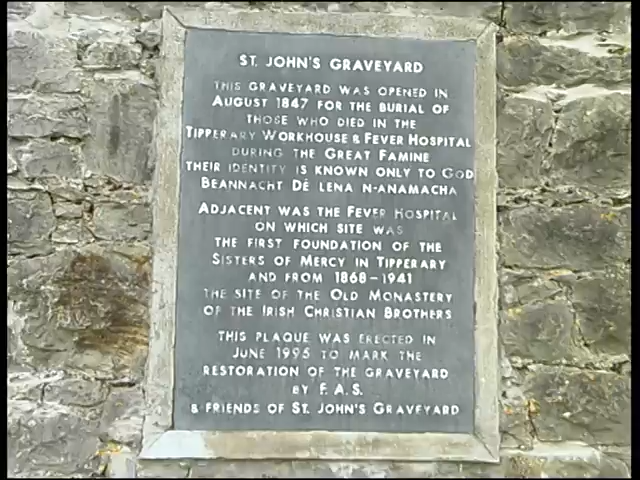 ST. JOHN'S GRAVEYARD
THIS GRAVEYARD WAS OPENED IN
AUGUST 1847 FOR THE BURIAL OF
THOSE WHO DIED IN THE
TIPPERARY WORKHOUSE & FEVER HOSPITAL
DURING THE GREAT FAMINE
THEIR IDENTITY IS KNOWN ONLY TO GOD
BEANNACHT DÉ LENA N-ANAMACHA
ADJACENT WAS THE FEVER HOSPITAL
ON WHICH SITE WAS
THE FIRST FOUNDATION OF THE
SISTERS OF MERCY IN TIPPERARY
AND FROM 1868-1941
THE SITE OF THE OLD MONASTERY
OF THE IRISH CHRISTIAN BROTHERS
THIS PLAQUE WAS ERECTED IN
JUNE 1995 TO MARK THE
RESTORATION OF THE GRAVEYARD
BY F.A.S.
& FRIENDS OF ST. JOHN'S GRAVEYARD